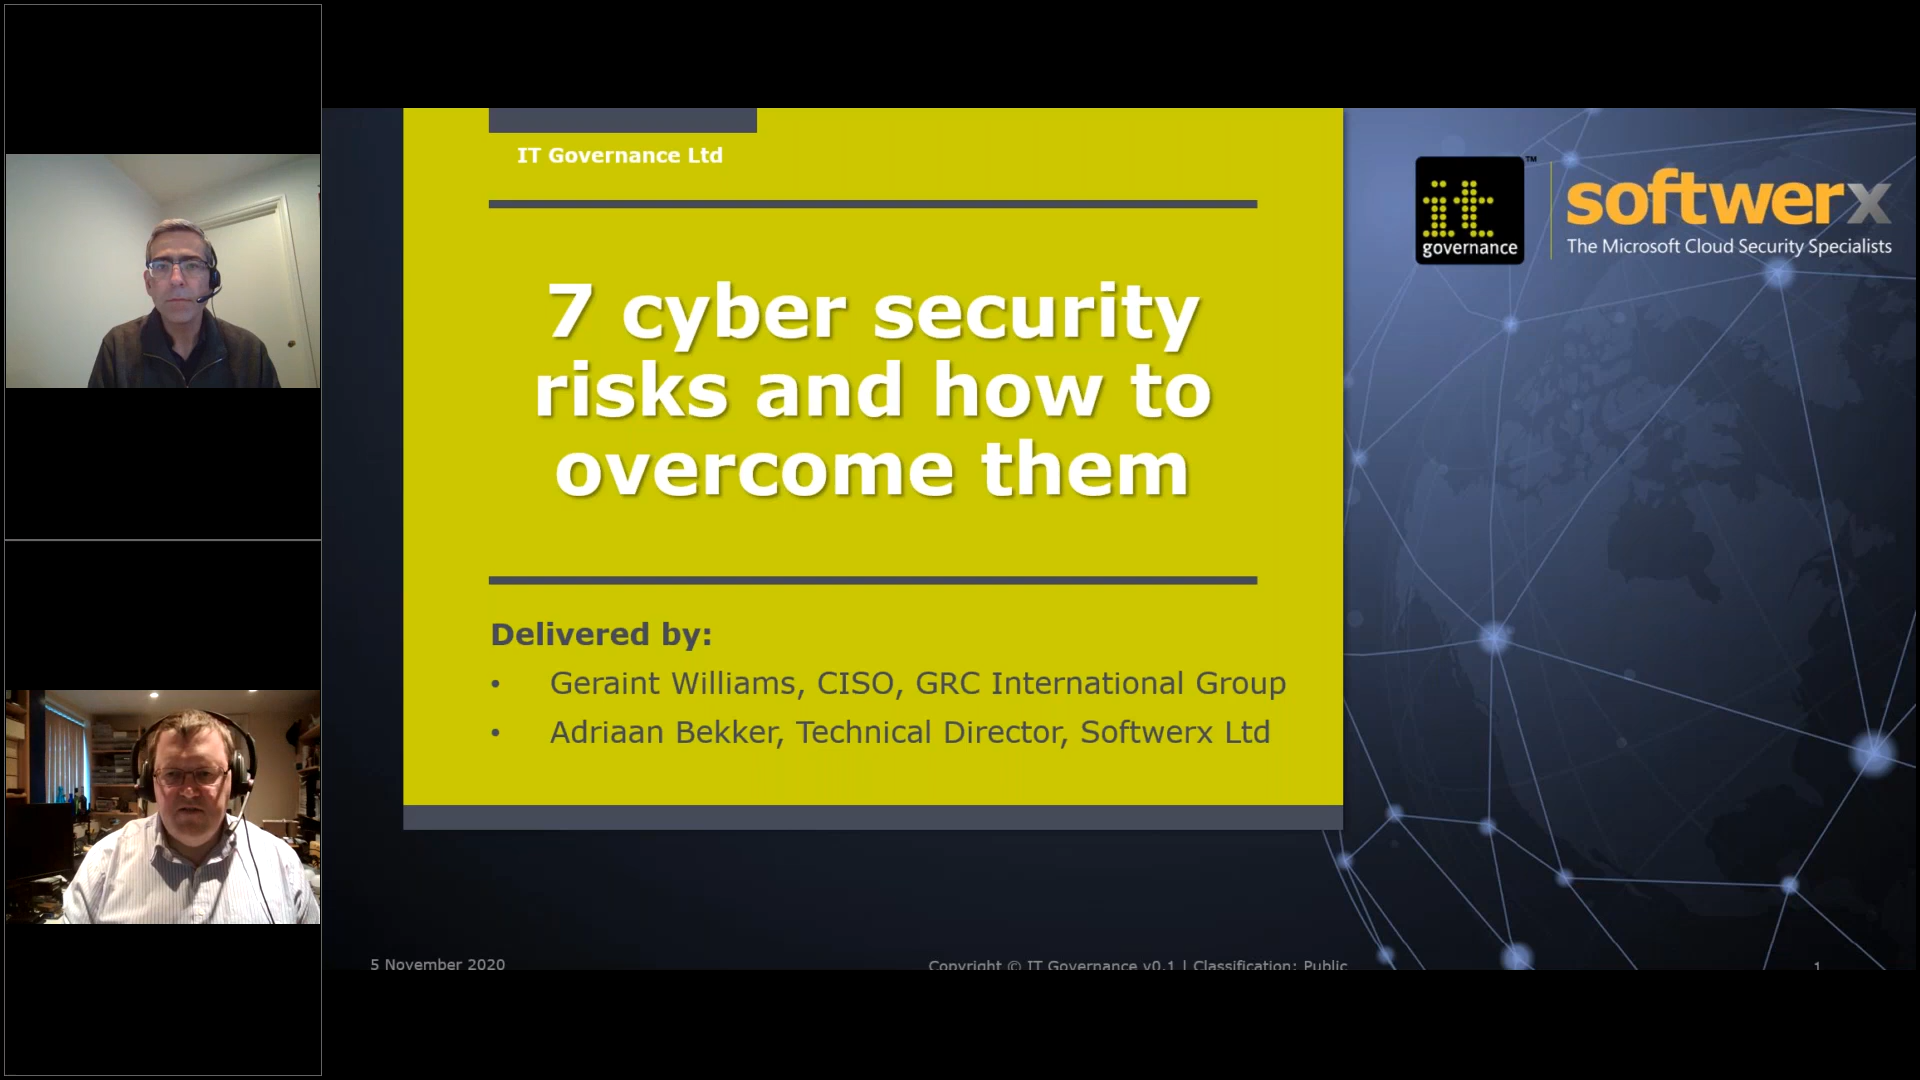 IT Governance Ltd
it
governance
™
softwerx
The Microsoft Cloud Security Specialists
7 cyber security
risks and how to
overcome them
Delivered by:
• Geraint Williams, CISO, GRC International Group
• Adriaan Bekker, Technical Director, Softwerx Ltd
5 November 2020
Copyright © IT Governance v0.1 | Classification: Public
1